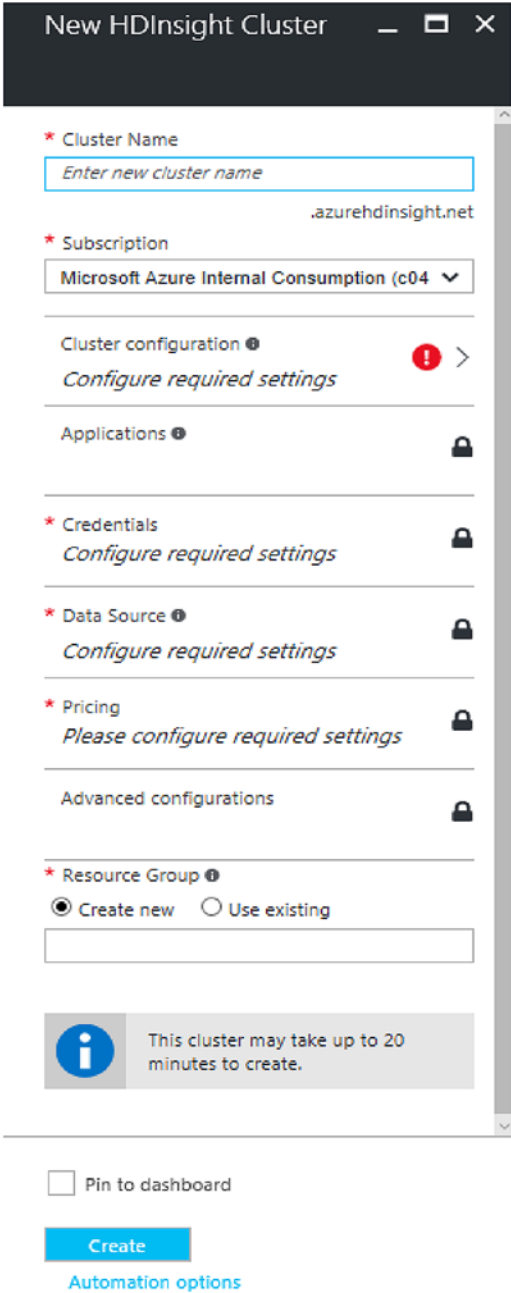 New HDInsight Cluster
* Cluster Name
Enter new cluster name
.azurehdinsight.net
* Subscription
Microsoft Azure Internal Consumption (c04
Cluster configuration
Configure required settings
Applications
* Credentials
Configure required settings
* Data Source
Configure required settings
* Pricing
Please configure required settings
Advanced configurations
* Resource Group
Create new Use existing
This cluster may take up to 20
minutes to create.
Pin to dashboard
Create
Automation options